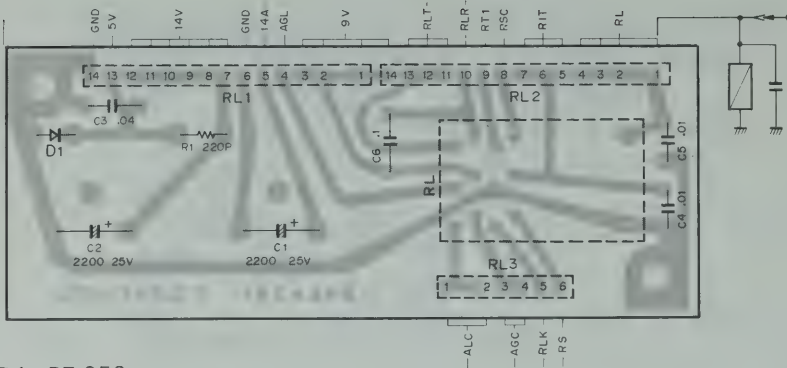 GND
5V
14V
GND
14A
AGL
9V
RLT-
RLR-
RT1
RSC
RIT
RL
14 13 12 11 10 9 8 7 6 5 4 3 2 1
14 13 12 11 10 9 8 7 6 5 4 3 2 1
RL1
RL2
C3 .04
D1
R1 220P
C6 .1
RL
C5 .01
C4 .01
C2
2200 25V
C1
2200 25V
RL3
1 2 3 4 5 6
ALC
AGC
RLK
RS